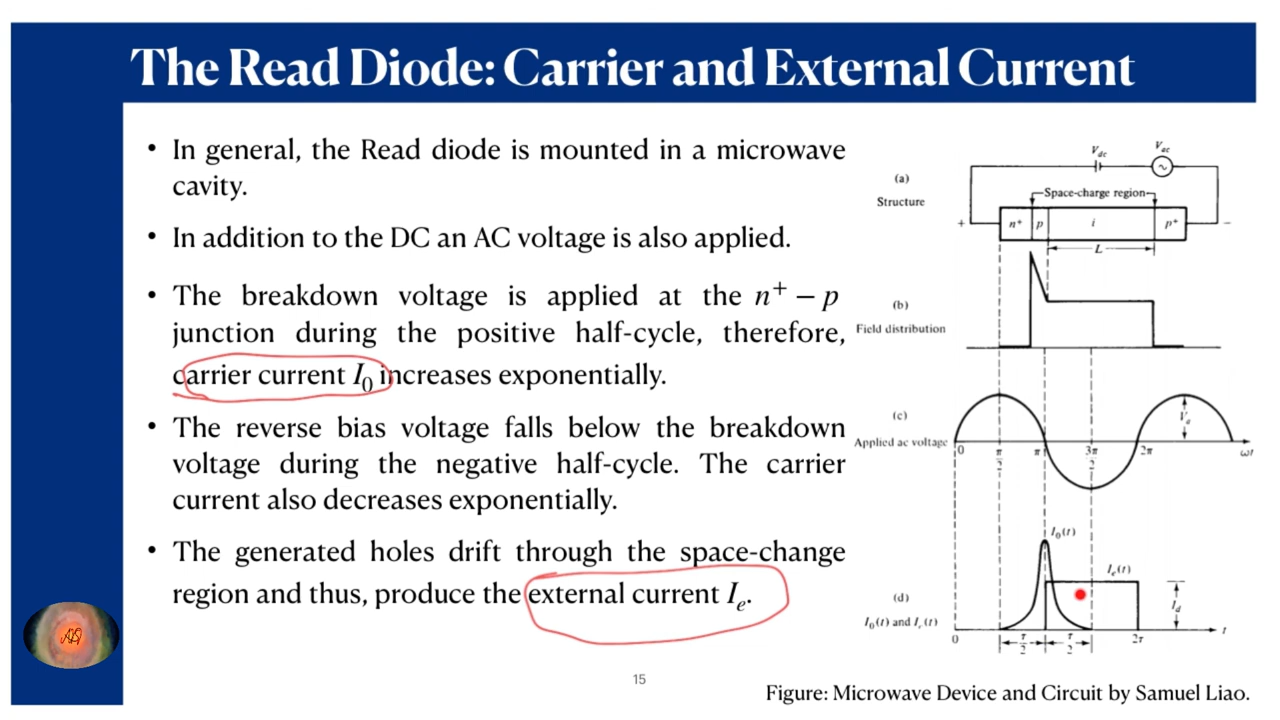 The Read Diode: Carrier and External Current
• In general, the Read diode is mounted in a microwave
cavity.
• In addition to the DC an AC voltage is also applied.
• The breakdown voltage is applied at the n⁺ − p
junction during the positive half-cycle, therefore,
carrier current I₀ increases exponentially.
• The reverse bias voltage falls below the breakdown
voltage during the negative half-cycle. The carrier
current also decreases exponentially.
• The generated holes drift through the space-change
region and thus, produce the external current Iₑ.
(a)
Structure
V_dc
V_ac
Space-charge region
+
n⁺ p i p⁺
−
L
(b)
Field distribution
(c)
Applied ac voltage
V_a
0 π/2 π 3π/2 2π ωt
(d)
I₀(t) and Iₑ(t)
I₀(t)
Iₑ(t)
I_d
0 τ/2 τ/2 2τ t
15
Figure: Microwave Device and Circuit by Samuel Liao.